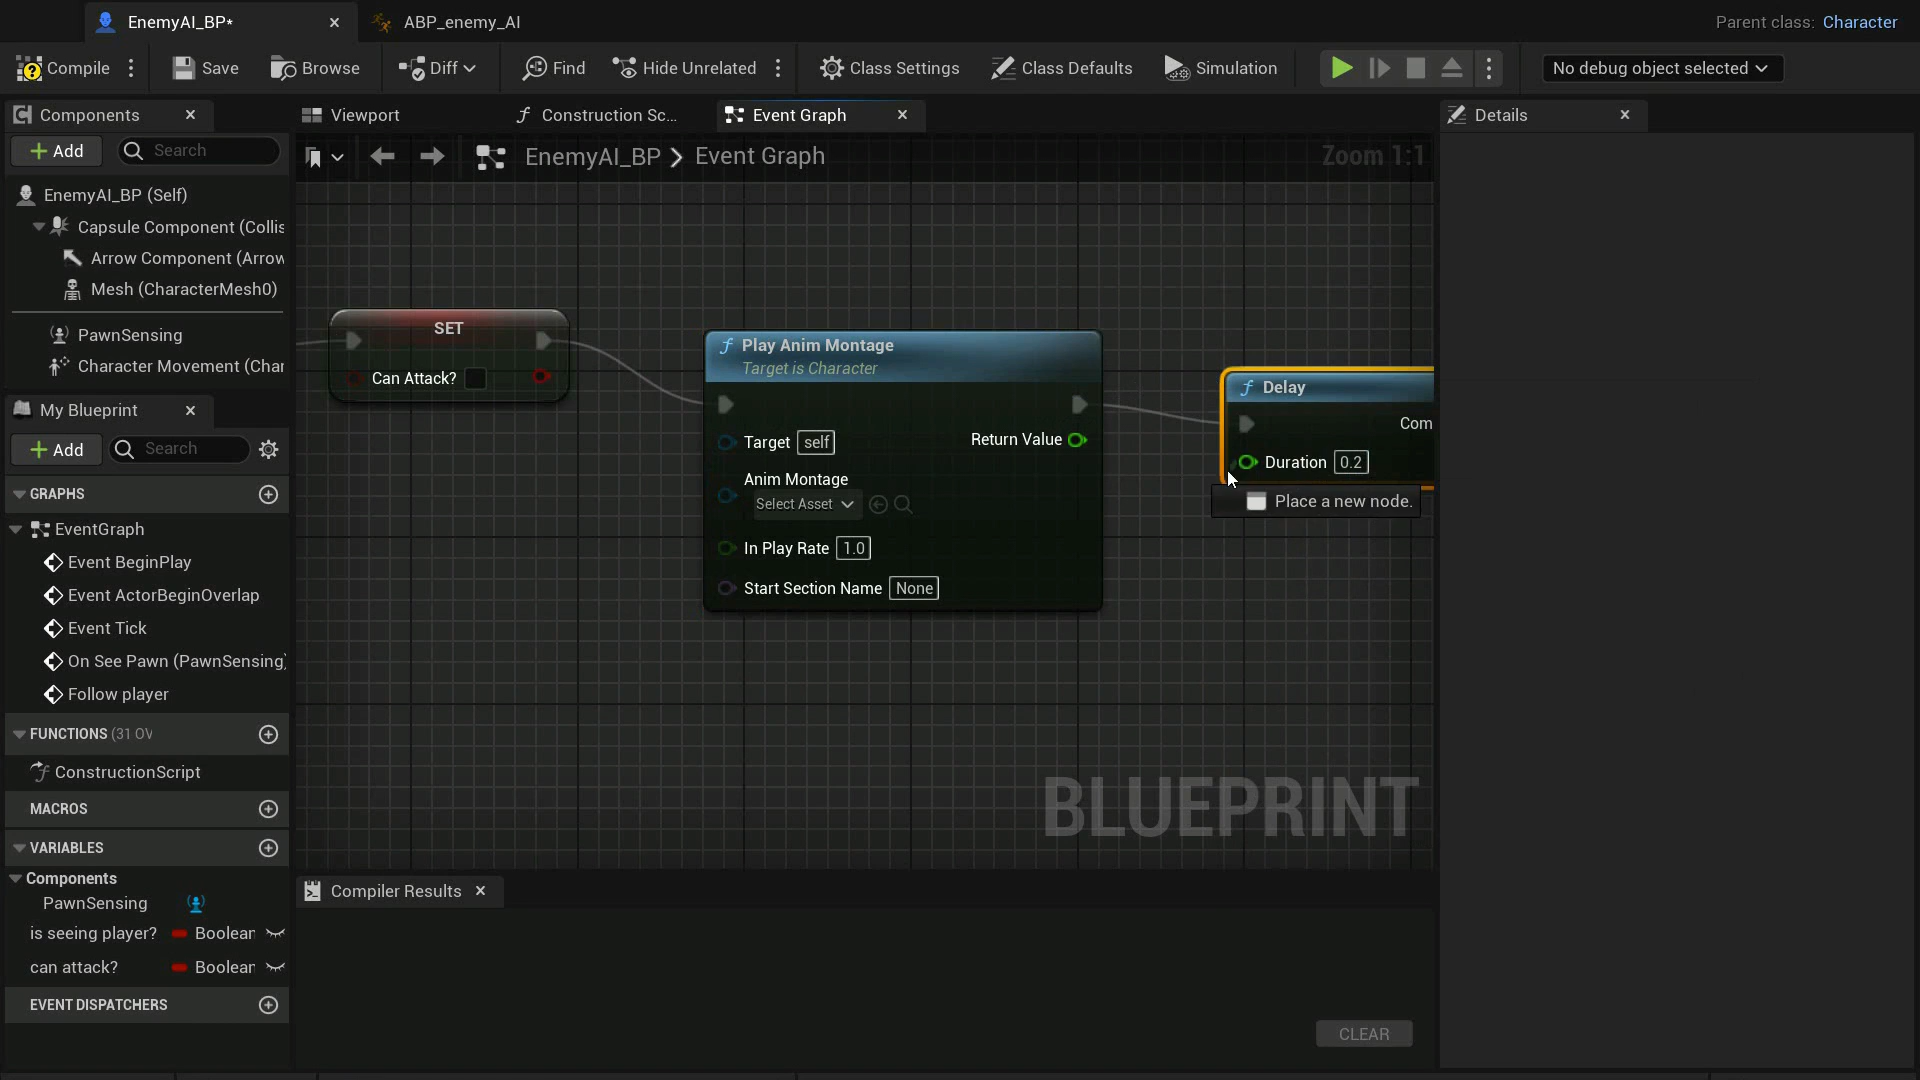 EnemyAI_BP*
ABP_enemy_AI
Parent class: Character
Compile
Save
Browse
Diff
Find
Hide Unrelated
Class Settings
Class Defaults
Simulation
No debug object selected
Components
Viewport
Construction Sc...
Event Graph
Details
Add
Search
EnemyAI_BP
Event Graph
Zoom 1:1
EnemyAI_BP (Self)
Capsule Component (Collis
Arrow Component (Arrow
Mesh (CharacterMesh0)
PawnSensing
Character Movement (Char
SET
Can Attack?
Play Anim Montage
Target is Character
Target self
Return Value
Anim Montage
Select Asset
In Play Rate 1.0
Start Section Name None
Delay
Com
Duration 0.2
Place a new node.
My Blueprint
Add
Search
GRAPHS
EventGraph
Event BeginPlay
Event ActorBeginOverlap
Event Tick
On See Pawn (PawnSensing)
Follow player
FUNCTIONS (31 OV
ConstructionScript
MACROS
VARIABLES
Components
PawnSensing
is seeing player? Boolean
can attack? Boolean
EVENT DISPATCHERS
BLUEPRINT
Compiler Results
CLEAR